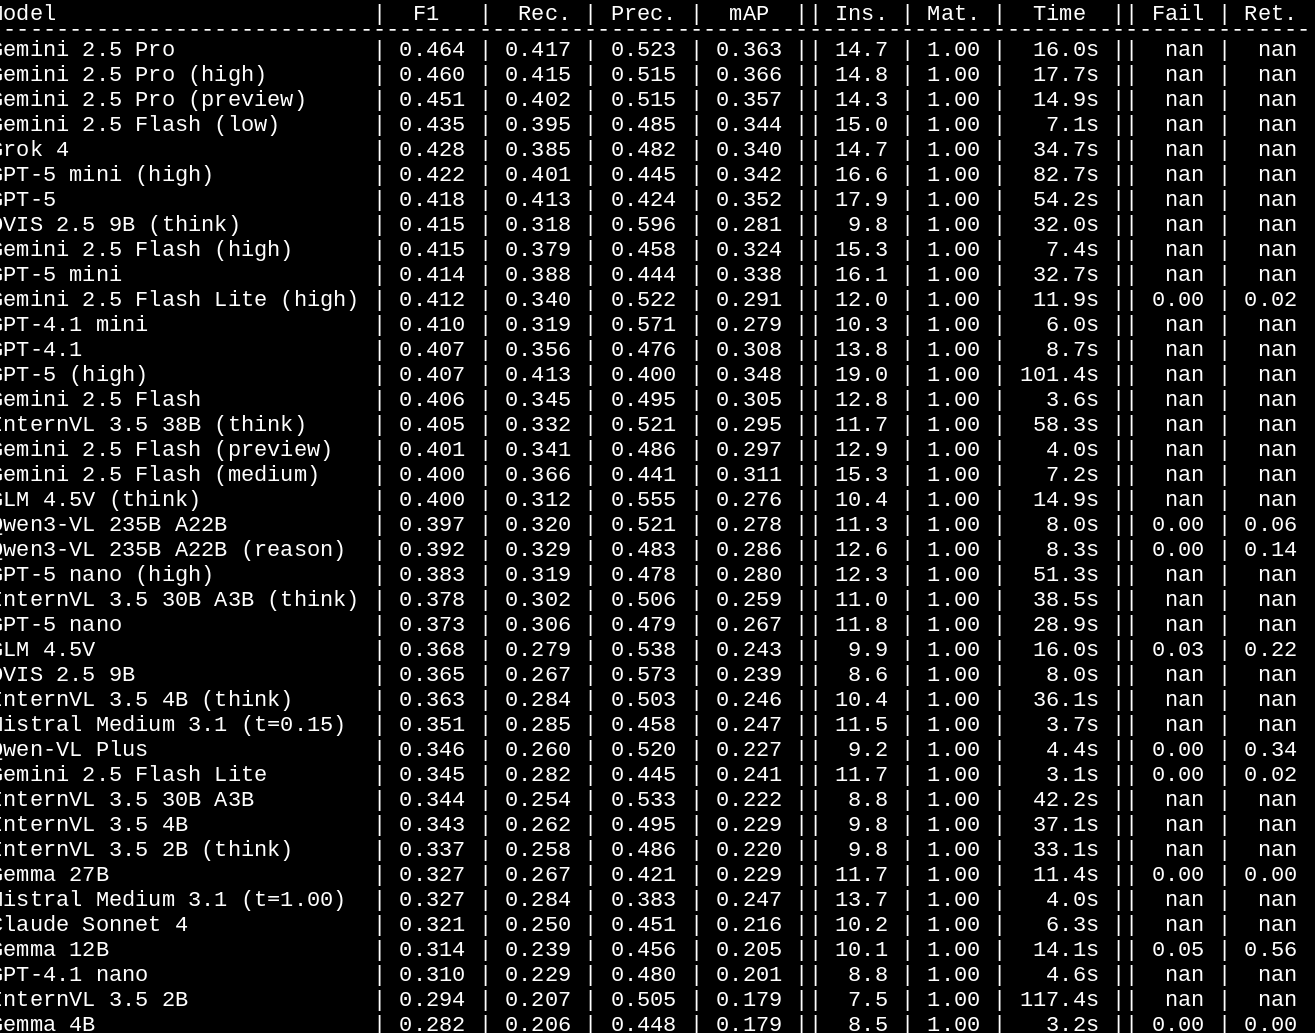 Model                        |  F1   |  Rec. | Prec. |  mAP  || Ins. | Mat. |  Time  || Fail | Ret.
----------------------------------------------------------------------------------------------------
Gemini 2.5 Pro               | 0.464 | 0.417 | 0.523 | 0.363 || 14.7 | 1.00 |  16.0s ||  nan |  nan
Gemini 2.5 Pro (high)        | 0.460 | 0.415 | 0.515 | 0.366 || 14.8 | 1.00 |  17.7s ||  nan |  nan
Gemini 2.5 Pro (preview)     | 0.451 | 0.402 | 0.515 | 0.357 || 14.3 | 1.00 |  14.9s ||  nan |  nan
Gemini 2.5 Flash (low)       | 0.435 | 0.395 | 0.485 | 0.344 || 15.0 | 1.00 |   7.1s ||  nan |  nan
Grok 4                       | 0.428 | 0.385 | 0.482 | 0.340 || 14.7 | 1.00 |  34.7s ||  nan |  nan
GPT-5 mini (high)            | 0.422 | 0.401 | 0.445 | 0.342 || 16.6 | 1.00 |  82.7s ||  nan |  nan
GPT-5                        | 0.418 | 0.413 | 0.424 | 0.352 || 17.9 | 1.00 |  54.2s ||  nan |  nan
OVIS 2.5 9B (think)          | 0.415 | 0.318 | 0.596 | 0.281 ||  9.8 | 1.00 |  32.0s ||  nan |  nan
Gemini 2.5 Flash (high)      | 0.415 | 0.379 | 0.458 | 0.324 || 15.3 | 1.00 |   7.4s ||  nan |  nan
GPT-5 mini                   | 0.414 | 0.388 | 0.444 | 0.338 || 16.1 | 1.00 |  32.7s ||  nan |  nan
Gemini 2.5 Flash Lite (high) | 0.412 | 0.340 | 0.522 | 0.291 || 12.0 | 1.00 |  11.9s || 0.00 | 0.02
GPT-4.1 mini                 | 0.410 | 0.319 | 0.571 | 0.279 || 10.3 | 1.00 |   6.0s ||  nan |  nan
GPT-4.1                      | 0.407 | 0.356 | 0.476 | 0.308 || 13.8 | 1.00 |   8.7s ||  nan |  nan
GPT-5 (high)                 | 0.407 | 0.413 | 0.400 | 0.348 || 19.0 | 1.00 | 101.4s ||  nan |  nan
Gemini 2.5 Flash             | 0.406 | 0.345 | 0.495 | 0.305 || 12.8 | 1.00 |   3.6s ||  nan |  nan
InternVL 3.5 38B (think)     | 0.405 | 0.332 | 0.521 | 0.295 || 11.7 | 1.00 |  58.3s ||  nan |  nan
Gemini 2.5 Flash (preview)   | 0.401 | 0.341 | 0.486 | 0.297 || 12.9 | 1.00 |   4.0s ||  nan |  nan
Gemini 2.5 Flash (medium)    | 0.400 | 0.366 | 0.441 | 0.311 || 15.3 | 1.00 |   7.2s ||  nan |  nan
GLM 4.5V (think)             | 0.400 | 0.312 | 0.555 | 0.276 || 10.4 | 1.00 |  14.9s ||  nan |  nan
Qwen3-VL 235B A22B           | 0.397 | 0.320 | 0.521 | 0.278 || 11.3 | 1.00 |   8.0s || 0.00 | 0.06
Qwen3-VL 235B A22B (reason)  | 0.392 | 0.329 | 0.483 | 0.286 || 12.6 | 1.00 |   8.3s || 0.00 | 0.14
GPT-5 nano (high)            | 0.383 | 0.319 | 0.478 | 0.280 || 12.3 | 1.00 |  51.3s ||  nan |  nan
InternVL 3.5 30B A3B (think) | 0.378 | 0.302 | 0.506 | 0.259 || 11.0 | 1.00 |  38.5s ||  nan |  nan
GPT-5 nano                   | 0.373 | 0.306 | 0.479 | 0.267 || 11.8 | 1.00 |  28.9s ||  nan |  nan
GLM 4.5V                     | 0.368 | 0.279 | 0.538 | 0.243 ||  9.9 | 1.00 |  16.0s || 0.03 | 0.22
OVIS 2.5 9B                  | 0.365 | 0.267 | 0.573 | 0.239 ||  8.6 | 1.00 |   8.0s ||  nan |  nan
InternVL 3.5 4B (think)      | 0.363 | 0.284 | 0.503 | 0.246 || 10.4 | 1.00 |  36.1s ||  nan |  nan
Mistral Medium 3.1 (t=0.15)  | 0.351 | 0.285 | 0.458 | 0.247 || 11.5 | 1.00 |   3.7s ||  nan |  nan
Qwen-VL Plus                 | 0.346 | 0.260 | 0.520 | 0.227 ||  9.2 | 1.00 |   4.4s || 0.00 | 0.34
Gemini 2.5 Flash Lite        | 0.345 | 0.282 | 0.445 | 0.241 || 11.7 | 1.00 |   3.1s || 0.00 | 0.02
InternVL 3.5 30B A3B         | 0.344 | 0.254 | 0.533 | 0.222 ||  8.8 | 1.00 |  42.2s ||  nan |  nan
InternVL 3.5 4B              | 0.343 | 0.262 | 0.495 | 0.229 ||  9.8 | 1.00 |  37.1s ||  nan |  nan
InternVL 3.5 2B (think)      | 0.337 | 0.258 | 0.486 | 0.220 ||  9.8 | 1.00 |  33.1s ||  nan |  nan
Gemma 27B                    | 0.327 | 0.267 | 0.421 | 0.229 || 11.7 | 1.00 |  11.4s || 0.00 | 0.00
Mistral Medium 3.1 (t=1.00)  | 0.327 | 0.284 | 0.383 | 0.247 || 13.7 | 1.00 |   4.0s ||  nan |  nan
Claude Sonnet 4              | 0.321 | 0.250 | 0.451 | 0.216 || 10.2 | 1.00 |   6.3s ||  nan |  nan
Gemma 12B                    | 0.314 | 0.239 | 0.456 | 0.205 || 10.1 | 1.00 |  14.1s || 0.05 | 0.56
GPT-4.1 nano                 | 0.310 | 0.229 | 0.480 | 0.201 ||  8.8 | 1.00 |   4.6s ||  nan |  nan
InternVL 3.5 2B              | 0.294 | 0.207 | 0.505 | 0.179 ||  7.5 | 1.00 | 117.4s ||  nan |  nan
Gemma 4B                     | 0.282 | 0.206 | 0.448 | 0.179 ||  8.5 | 1.00 |   3.2s || 0.00 | 0.00